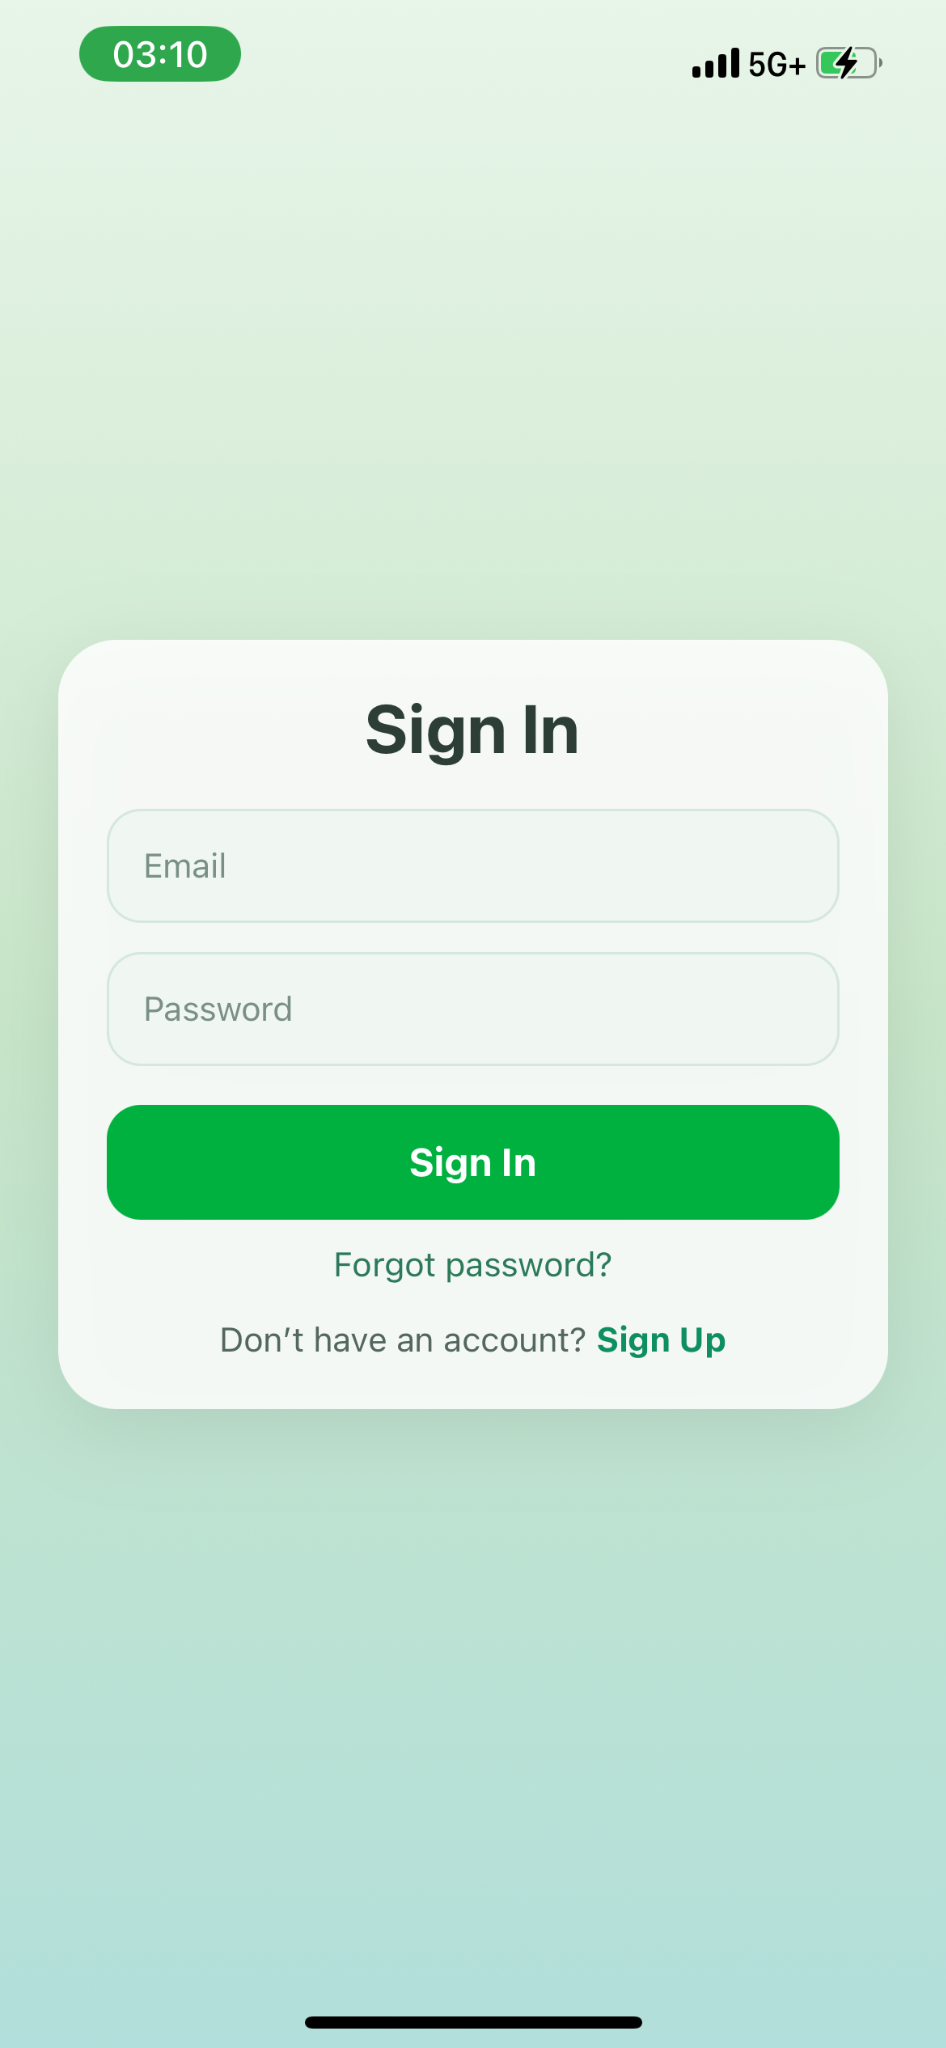 03:10
5G+
Sign In
Email
Password
Sign In
Forgot password?
Don’t have an account? Sign Up